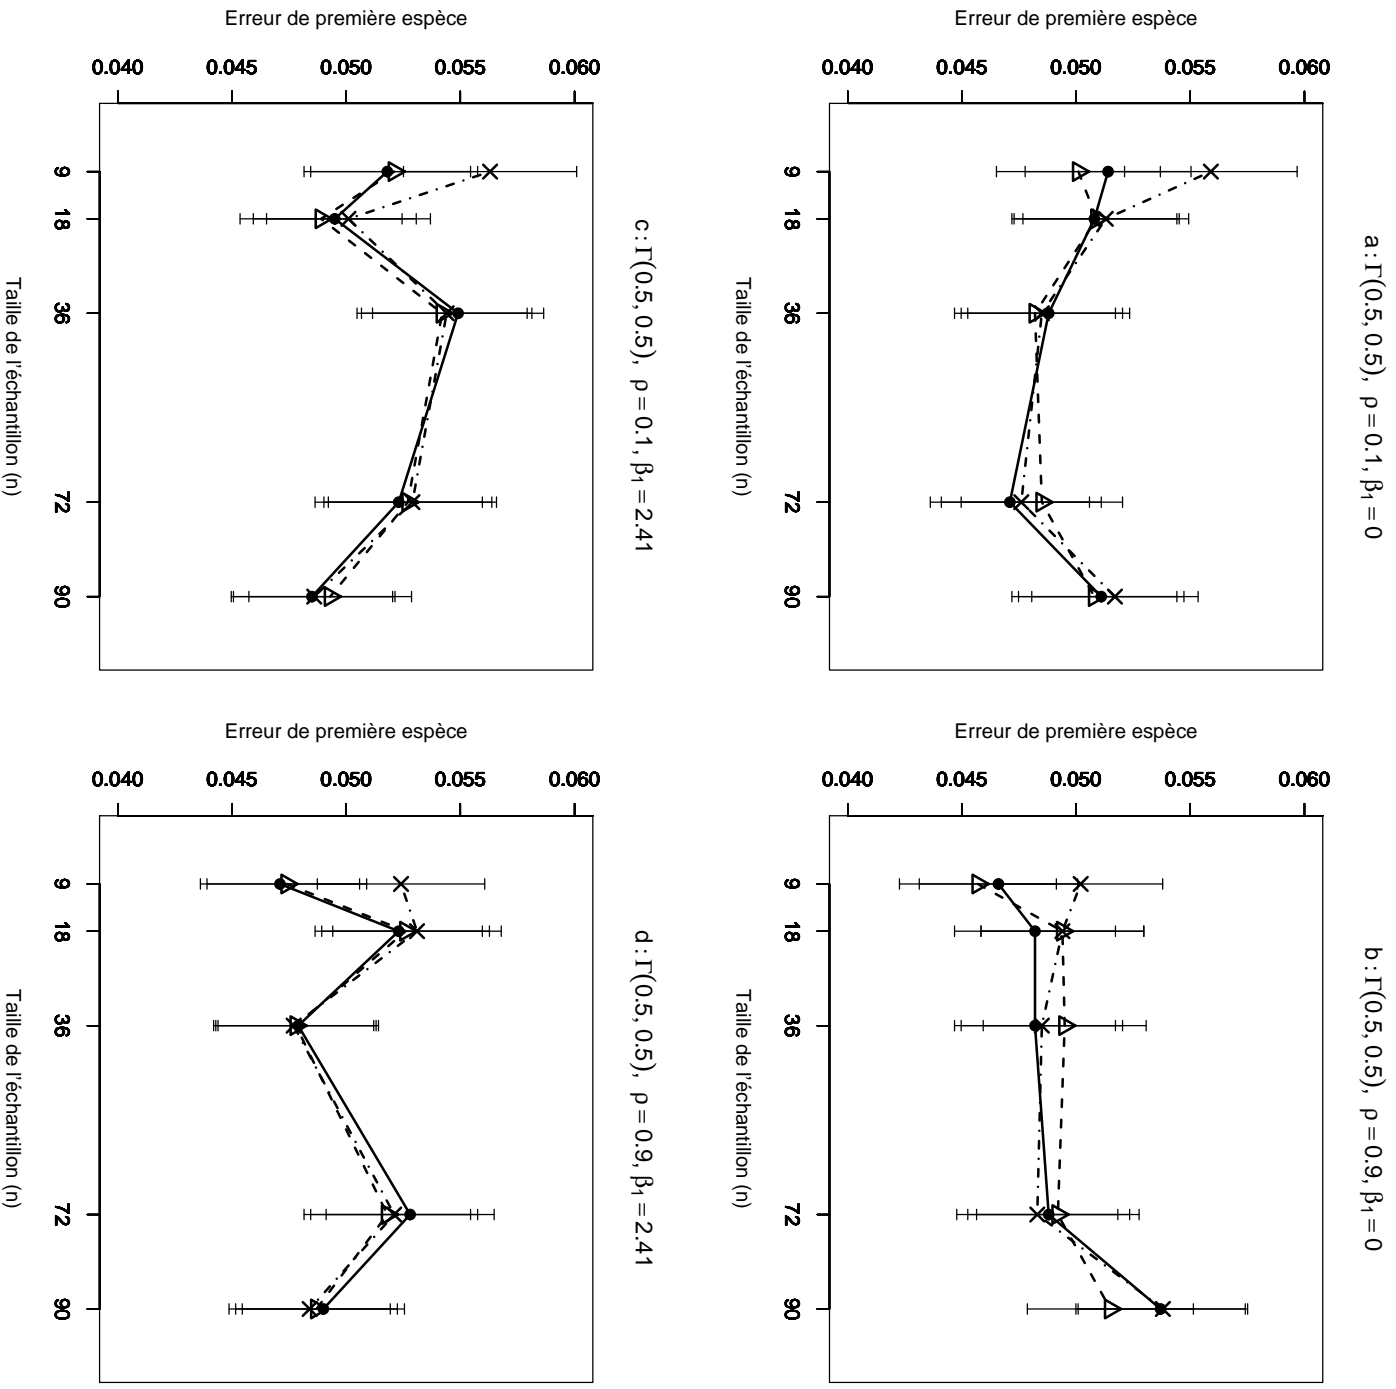 a : Γ(0.5, 0.5), ρ = 0.1, β₁ = 0
Erreur de première espèce
0.040 0.045 0.050 0.055 0.060
9 18 36 72 90
Taille de l'échantillon (n)
b : Γ(0.5, 0.5), ρ = 0.9, β₁ = 0
Erreur de première espèce
0.040 0.045 0.050 0.055 0.060
9 18 36 72 90
Taille de l'échantillon (n)
c : Γ(0.5, 0.5), ρ = 0.1, β₁ = 2.41
Erreur de première espèce
0.040 0.045 0.050 0.055 0.060
9 18 36 72 90
Taille de l'échantillon (n)
d : Γ(0.5, 0.5), ρ = 0.9, β₁ = 2.41
Erreur de première espèce
0.040 0.045 0.050 0.055 0.060
9 18 36 72 90
Taille de l'échantillon (n)